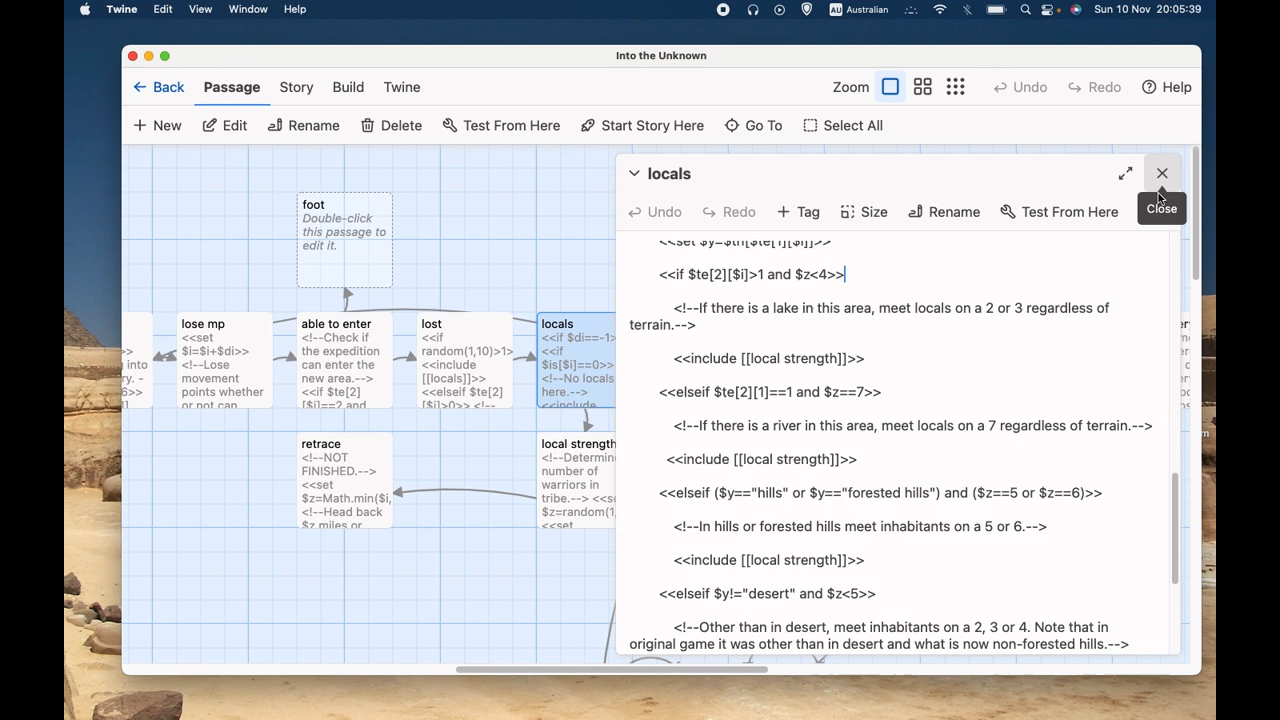 Twine Edit View Window Help
AU Australian Sun 10 Nov 20:05:39
Into the Unknown
Back Passage Story Build Twine Zoom Undo Redo Help
New Edit Rename Delete Test From Here Start Story Here Go To Select All
foot
Double-click
this passage to
edit it.
into
ry. -
6>>
lose mp
<<set
$i=$i+$di>>
<!--Lose
movement
points whether
or not can
able to enter
<!--Check if
the expedition
can enter the
new area.-->
<<if $te[2]
[$i]==2 and
lost
<<if
random(1,10)>1>
<<include
[[locals]]>>
<<elseif $te[2]
[$i]>0>> <!--
locals
<<if $di==-1>
<<if
$is[$i]==0>>
<!--No locals
here.-->
<<include
retrace
<!--NOT
FINISHED.-->
<<set
$z=Math.min($i,
<!--Head back
$z miles or
local strength
<!--Determin
number of
warriors in
tribe.--> <<s
$z=random(1,
<<set
locals
Close
Undo Redo Tag Size Rename Test From Here
<<set $y=$th[$te[1][$i]]>>
<<if $te[2][$i]>1 and $z<4>>
<!--If there is a lake in this area, meet locals on a 2 or 3 regardless of
terrain.-->
<<include [[local strength]]>>
<<elseif $te[2][1]==1 and $z==7>>
<!--If there is a river in this area, meet locals on a 7 regardless of terrain.-->
<<include [[local strength]]>>
<<elseif ($y=="hills" or $y=="forested hills") and ($z==5 or $z==6)>>
<!--In hills or forested hills meet inhabitants on a 5 or 6.-->
<<include [[local strength]]>>
<<elseif $y!="desert" and $z<5>>
<!--Other than in desert, meet inhabitants on a 2, 3 or 4. Note that in
original game it was other than in desert and what is now non-forested hills.-->